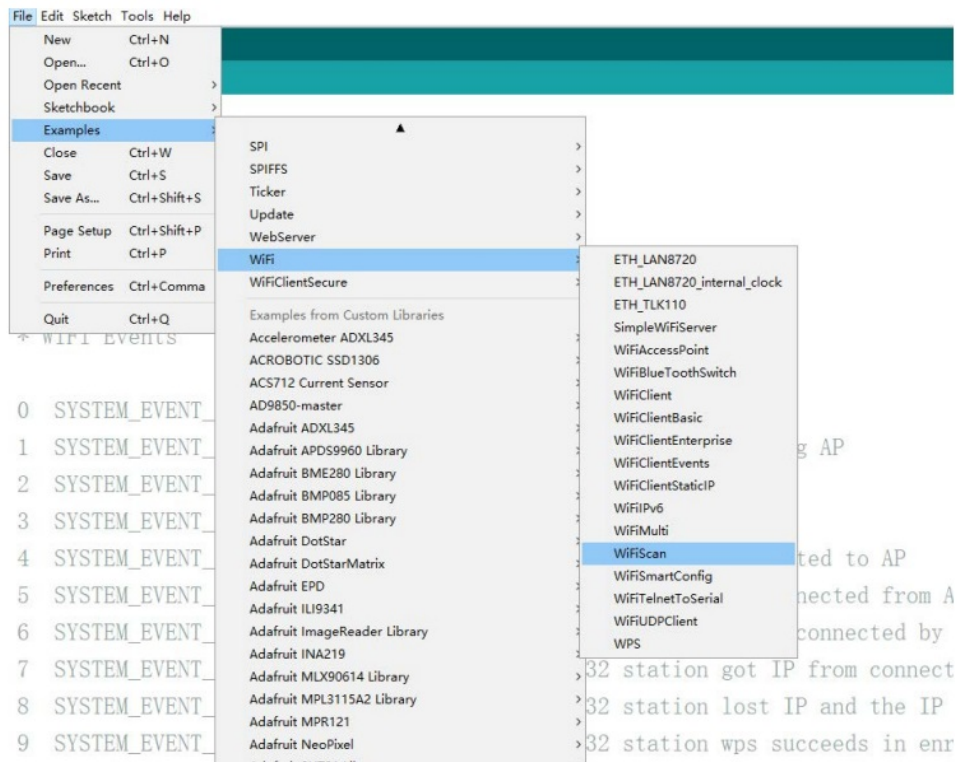 File Edit Sketch Tools Help
New Ctrl+N
Open... Ctrl+O
Open Recent
Sketchbook
Examples
Close Ctrl+W
Save Ctrl+S
Save As... Ctrl+Shift+S
Page Setup Ctrl+Shift+P
Print Ctrl+P
Preferences Ctrl+Comma
Quit Ctrl+Q
SPI
SPIFFS
Ticker
Update
WebServer
WiFi
WiFiClientSecure
Examples from Custom Libraries
Accelerometer ADXL345
ACROBOTIC SSD1306
ACS712 Current Sensor
AD9850-master
Adafruit ADXL345
Adafruit APDS9960 Library
Adafruit BME280 Library
Adafruit BMP085 Library
Adafruit BMP280 Library
Adafruit DotStar
Adafruit DotStarMatrix
Adafruit EPD
Adafruit ILI9341
Adafruit ImageReader Library
Adafruit INA219
Adafruit MLX90614 Library
Adafruit MPL3115A2 Library
Adafruit MPR121
Adafruit NeoPixel
ETH_LAN8720
ETH_LAN8720_internal_clock
ETH_TLK110
SimpleWiFiServer
WiFiAccessPoint
WiFiBlueToothSwitch
WiFiClient
WiFiClientBasic
WiFiClientEnterprise
WiFiClientEvents
WiFiClientStaticIP
WiFiIPv6
WiFiMulti
WiFiScan
WiFiSmartConfig
WiFiTelnetToSerial
WiFiUDPClient
WPS
* WiFi Events
0 SYSTEM_EVENT_
1 SYSTEM_EVENT_ g AP
2 SYSTEM_EVENT_
3 SYSTEM_EVENT_
4 SYSTEM_EVENT_ ted to AP
5 SYSTEM_EVENT_ nected from A
6 SYSTEM_EVENT_ connected by
7 SYSTEM_EVENT_ 32 station got IP from connect
8 SYSTEM_EVENT_ 32 station lost IP and the IP
9 SYSTEM_EVENT_ 32 station wps succeeds in enr